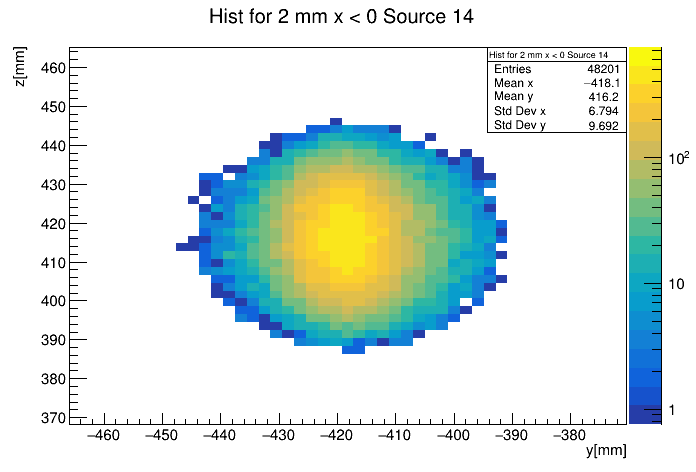 Hist for 2 mm x < 0 Source 14
z[mm]
Hist for 2 mm x < 0 Source 14
Entries 48201
Mean x −418.1
Mean y 416.2
Std Dev x 6.794
Std Dev y 9.692
460
450
440
430
420
410
400
390
380
370
−460 −450 −440 −430 −420 −410 −400 −390 −380
y[mm]
10²
10
1